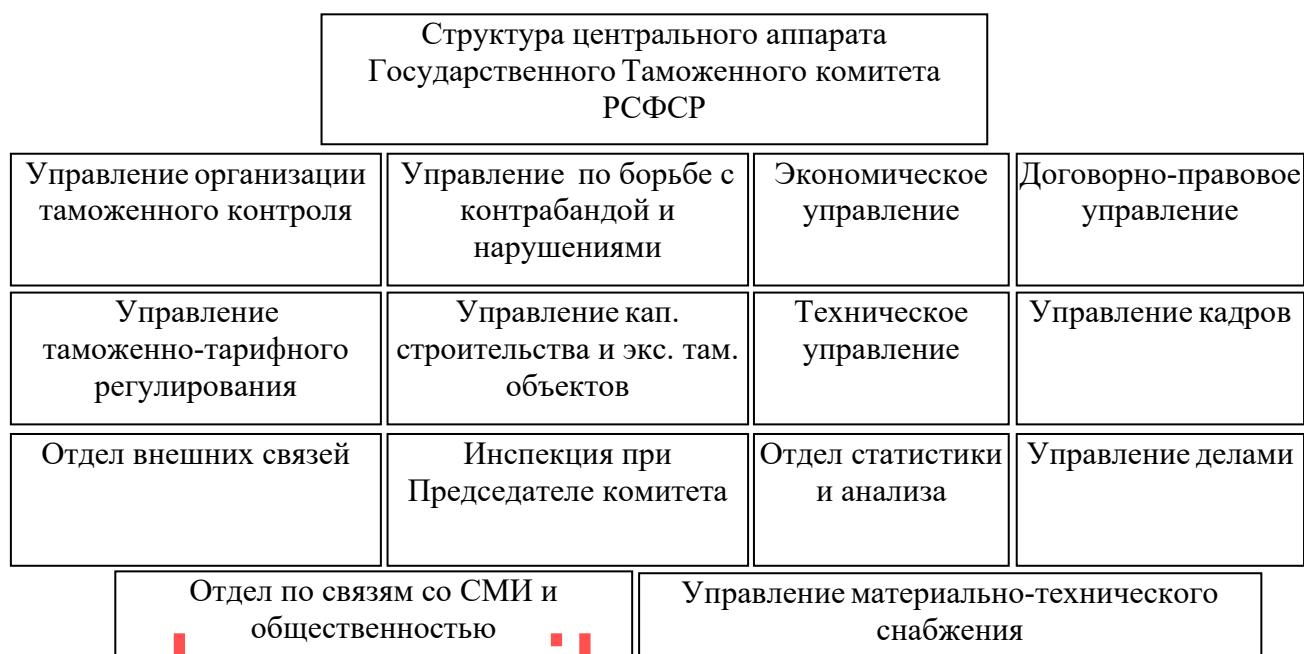 Структура центрального аппарата
Государственного Таможенного комитета
РСФСР
Управление организации
таможенного контроля
Управление по борьбе с
контрабандой и
нарушениями
Экономическое
управление
Договорно-правовое
управление
Управление
таможенно-тарифного
регулирования
Управление кап.
строительства и экс. там.
объектов
Техническое
управление
Управление кадров
Отдел внешних связей
Инспекция при
Председателе комитета
Отдел статистики
и анализа
Управление делами
Отдел по связям со СМИ и
общественностью
Управление материально-технического
снабжения